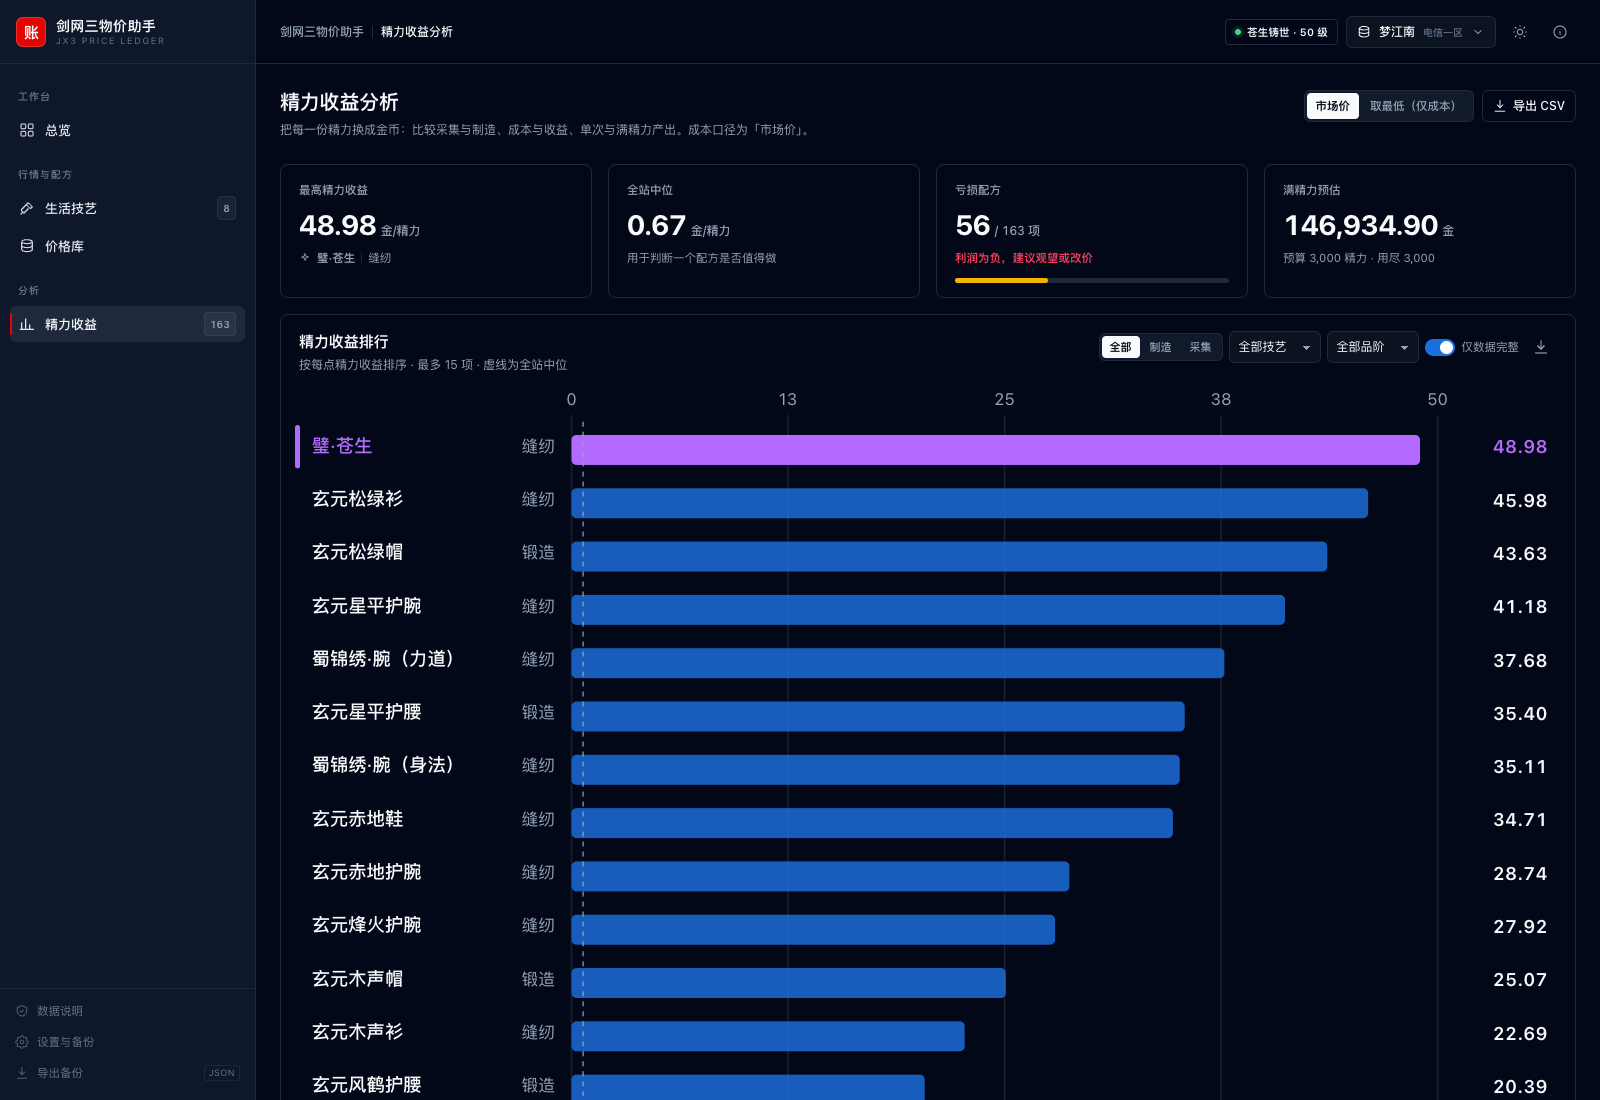 账
剑网三物价助手
JX3 PRICE LEDGER
工作台
总览
行情与配方
生活技艺 8
价格库
分析
精力收益 163
数据说明
设置与备份
导出备份 JSON
剑网三物价助手 | 精力收益分析
苍生铸世 · 50 级
梦江南 电信一区
精力收益分析
把每一份精力换成金币：比较采集与制造、成本与收益、单次与满精力产出。成本口径为「市场价」。
市场价 取最低（仅成本）
导出 CSV
最高精力收益
48.98 金/精力
璧·苍生 | 缝纫
全站中位
0.67 金/精力
用于判断一个配方是否值得做
亏损配方
56 / 163 项
利润为负，建议观望或改价
满精力预估
146,934.90 金
预算 3,000 精力 · 用尽 3,000
精力收益排行
按每点精力收益排序 · 最多 15 项 · 虚线为全站中位
全部 制造 采集 全部技艺 全部品阶 仅数据完整
0 13 25 38 50
璧·苍生 缝纫 48.98
玄元松绿衫 缝纫 45.98
玄元松绿帽 锻造 43.63
玄元星平护腕 缝纫 41.18
蜀锦绣·腕（力道） 缝纫 37.68
玄元星平护腰 锻造 35.40
蜀锦绣·腕（身法） 缝纫 35.11
玄元赤地鞋 缝纫 34.71
玄元赤地护腕 缝纫 28.74
玄元烽火护腕 缝纫 27.92
玄元木声帽 锻造 25.07
玄元木声衫 缝纫 22.69
玄元风鹤护腰 锻造 20.39